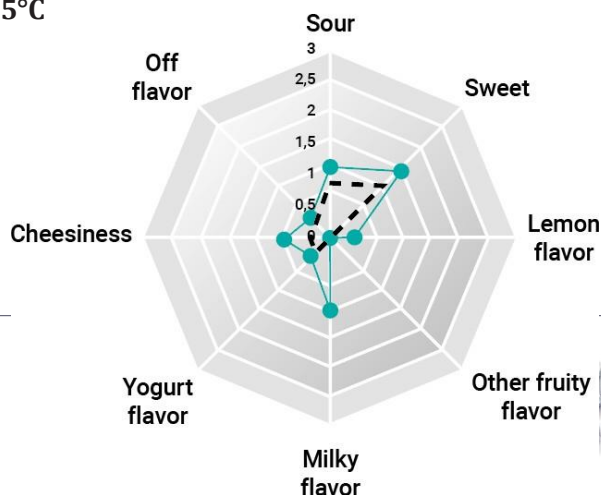 5°C
Sour
3
Off
flavor
Sweet
2,5
2
1,5
1
0,5
0
Cheesiness
Lemon
flavor
Yogurt
flavor
Other fruity
flavor
Milky
flavor